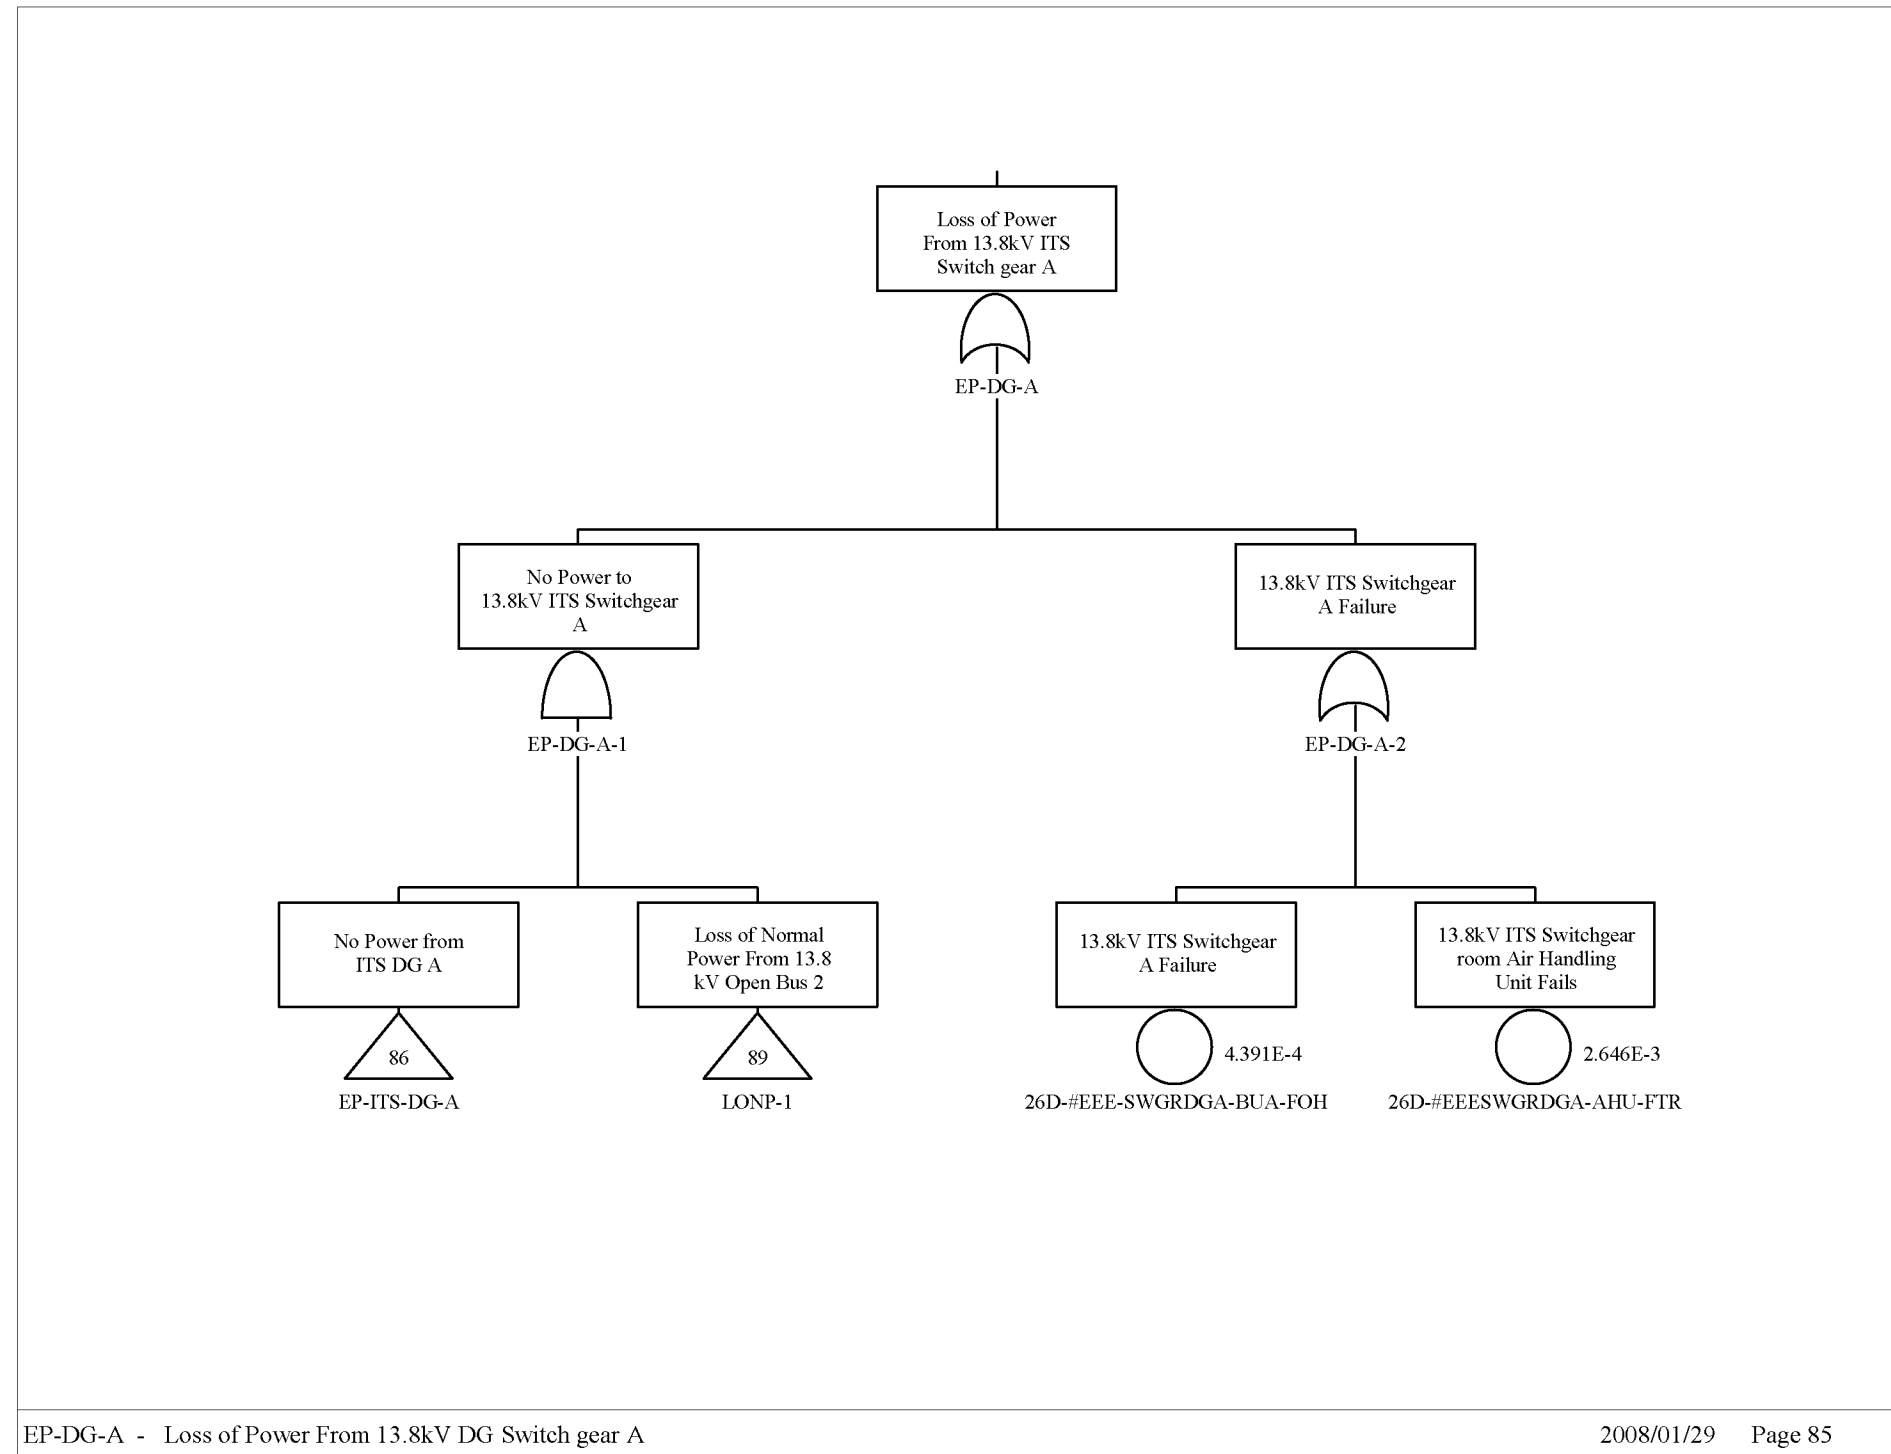 Loss of Power
From 13.8kV ITS
Switch gear A
EP-DG-A
No Power to
13.8kV ITS Switchgear
A
EP-DG-A-1
13.8kV ITS Switchgear
A Failure
EP-DG-A-2
No Power from
ITS DG A
86
EP-ITS-DG-A
Loss of Normal
Power From 13.8
kV Open Bus 2
89
LONP-1
13.8kV ITS Switchgear
A Failure
4.391E-4
26D-#EEE-SWGRDGA-BUA-FOH
13.8kV ITS Switchgear
room Air Handling
Unit Fails
2.646E-3
26D-#EEESWGRDGA-AHU-FTR
EP-DG-A - Loss of Power From 13.8kV DG Switch gear A
2008/01/29 Page 85